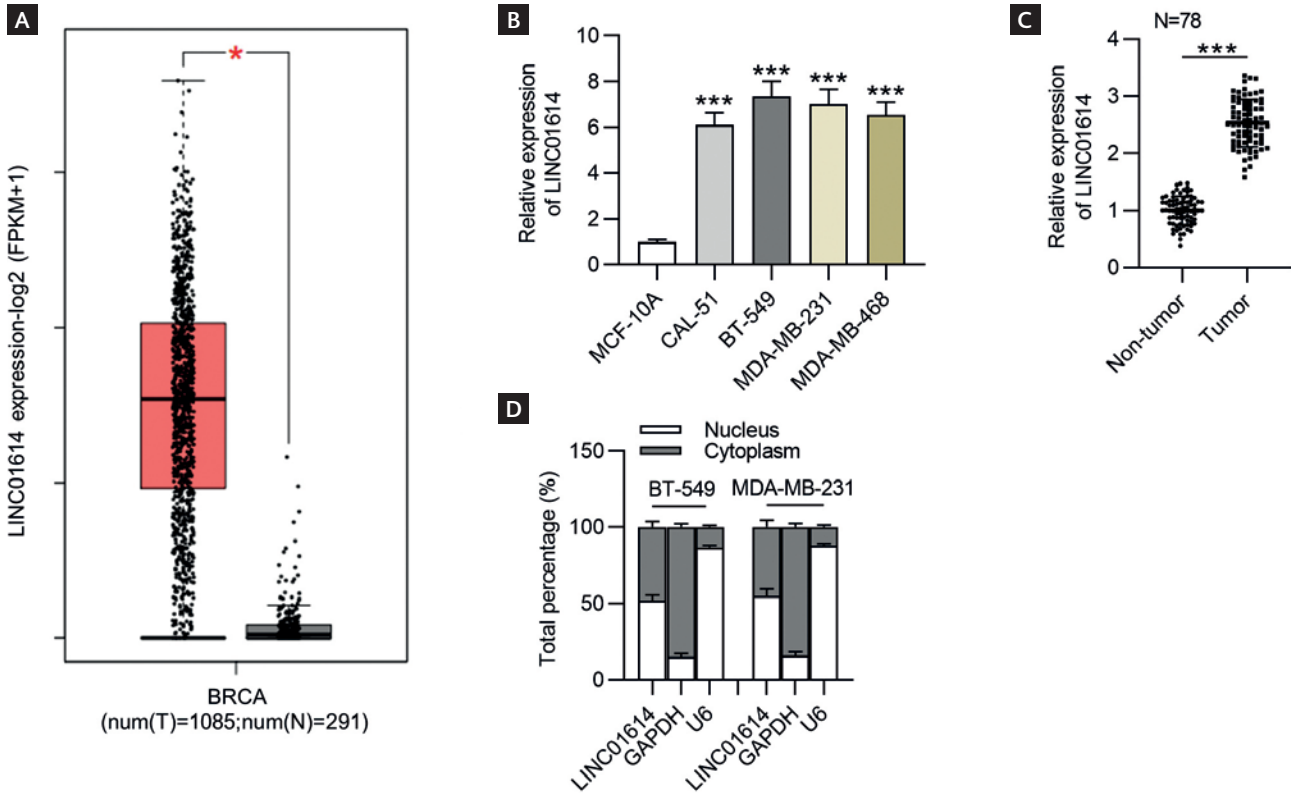 A
LINC01614 expression-log2 (FPKM+1)
*
BRCA
(num(T)=1085;num(N)=291)
B
Relative expression
of LINC01614
10
8
6
4
2
0
***
***
***
***
MCF-10A
CAL-51
BT-549
MDA-MB-231
MDA-MB-468
C
N=78
***
Relative expression
of LINC01614
4
3
2
1
0
Non-tumor
Tumor
D
Nucleus
Cytoplasm
Total percentage (%)
150
100
50
0
BT-549
MDA-MB-231
LINC01614
GAPDH
U6
LINC01614
GAPDH
U6